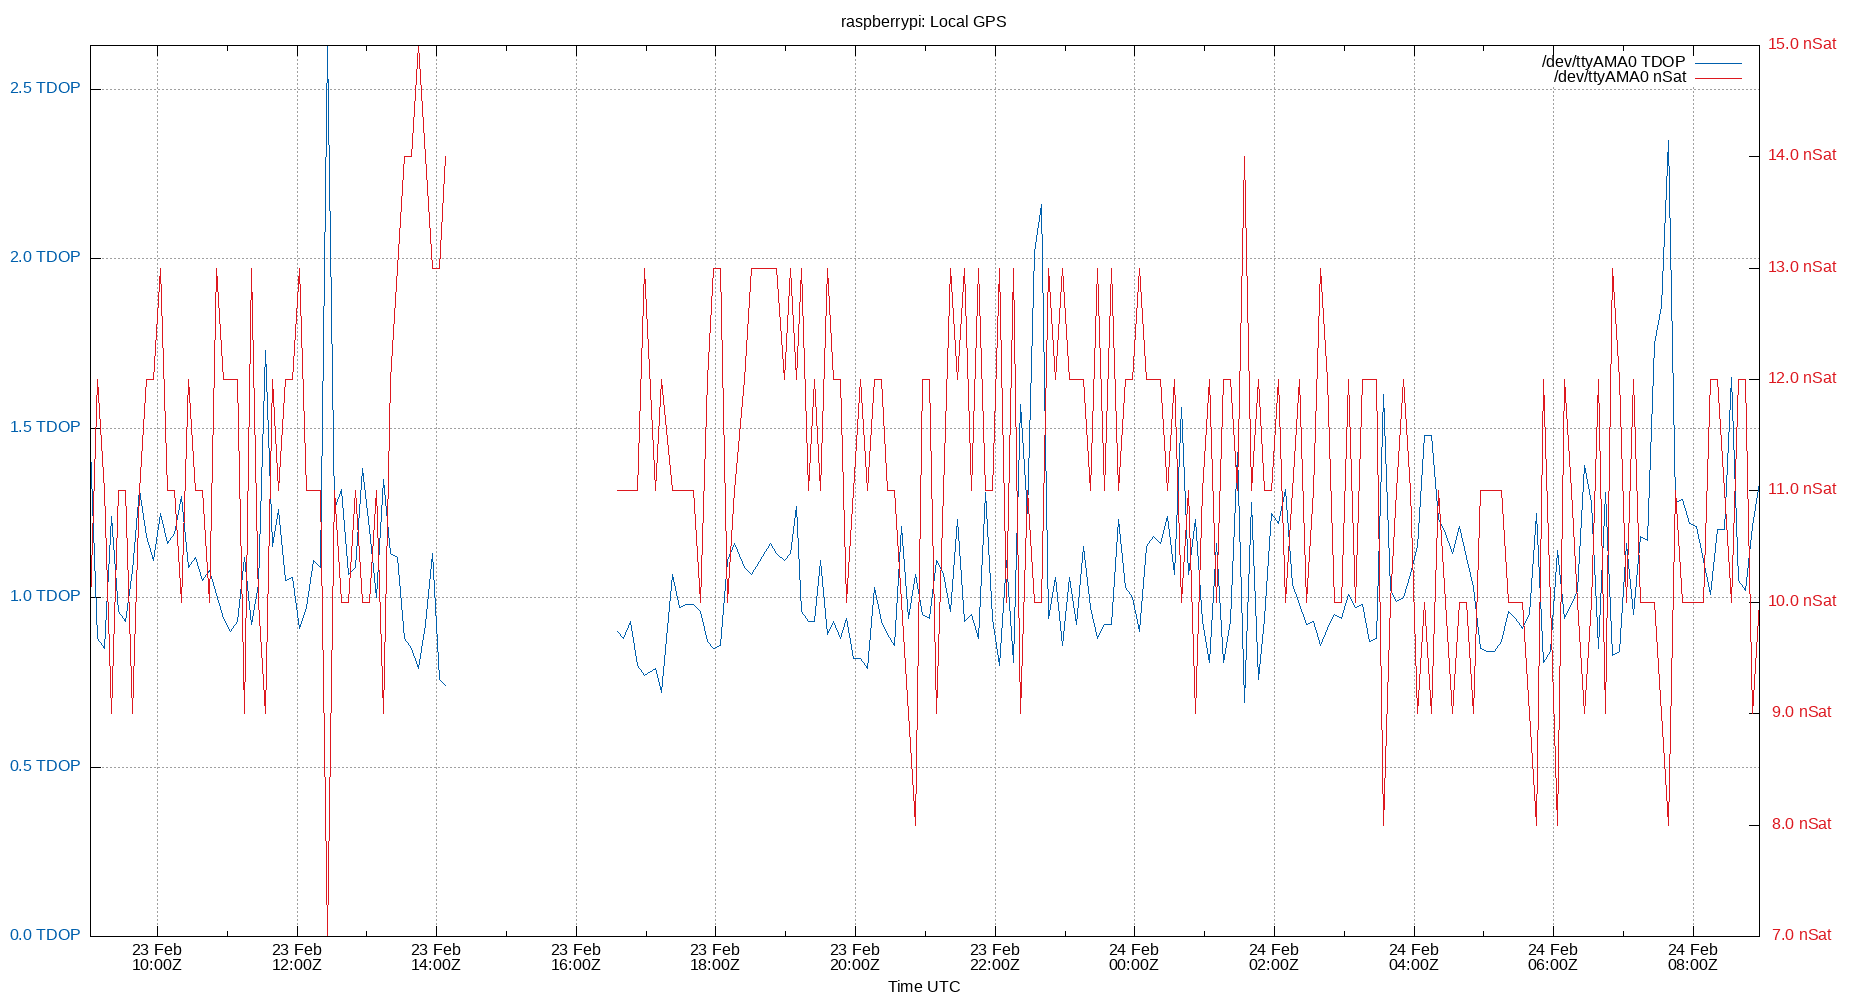 raspberrypi: Local GPS
/dev/ttyAMA0 TDOP
/dev/ttyAMA0 nSat
2.5 TDOP
2.0 TDOP
1.5 TDOP
1.0 TDOP
0.5 TDOP
0.0 TDOP
15.0 nSat
14.0 nSat
13.0 nSat
12.0 nSat
11.0 nSat
10.0 nSat
9.0 nSat
8.0 nSat
7.0 nSat
23 Feb
10:00Z
23 Feb
12:00Z
23 Feb
14:00Z
23 Feb
16:00Z
23 Feb
18:00Z
23 Feb
20:00Z
23 Feb
22:00Z
24 Feb
00:00Z
24 Feb
02:00Z
24 Feb
04:00Z
24 Feb
06:00Z
24 Feb
08:00Z
Time UTC